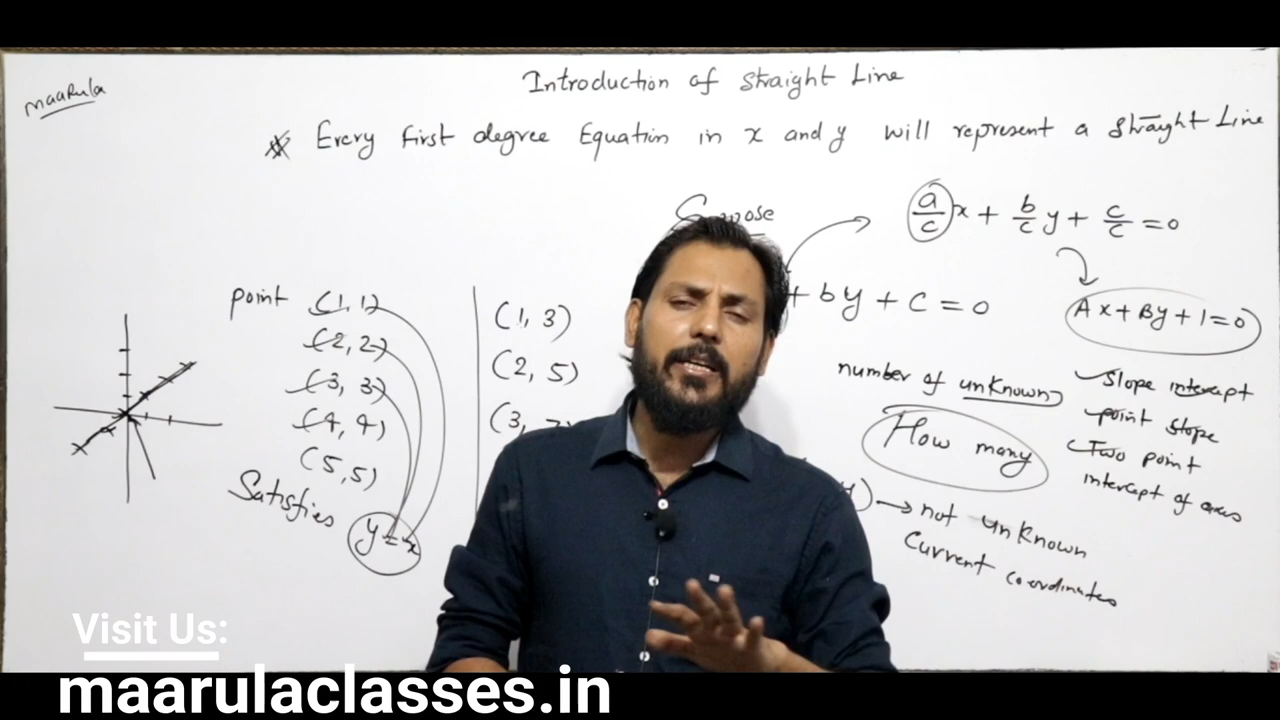 maaRula
Introduction of straight Line
Every first degree Equation in x and y will represent a straight Line
Suppose
a/c x + b/c y + c/c = 0
+ by + c = 0
Ax + By + 1 = 0
point (1, 1)
(2, 2)
(3, 3)
(4, 4)
(5, 5)
Satisfies
y = x
(1, 3)
(2, 5)
(3, 7)
number of unknown
How many
slope intercept
point slope
Two point
intercept of axes
→ not unknown
Current coordinates
Visit Us:
maarulaclasses.in